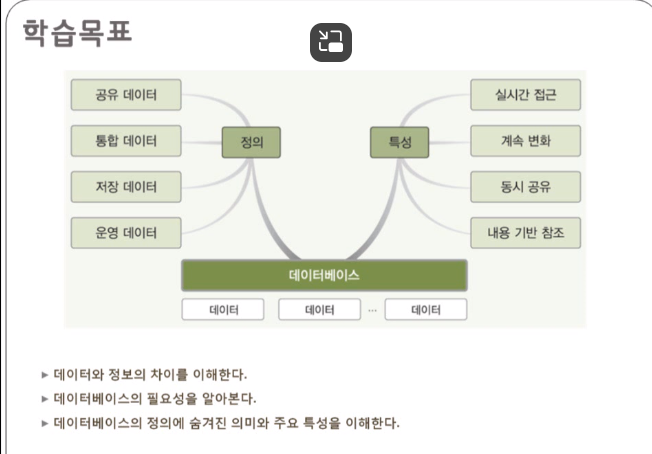 학습목표
공유 데이터
통합 데이터
저장 데이터
운영 데이터
정의
특성
실시간 접근
계속 변화
동시 공유
내용 기반 참조
데이터베이스
데이터 데이터 ... 데이터
▶ 데이터와 정보의 차이를 이해한다.
▶ 데이터베이스의 필요성을 알아본다.
▶ 데이터베이스의 정의에 숨겨진 의미와 주요 특성을 이해한다.